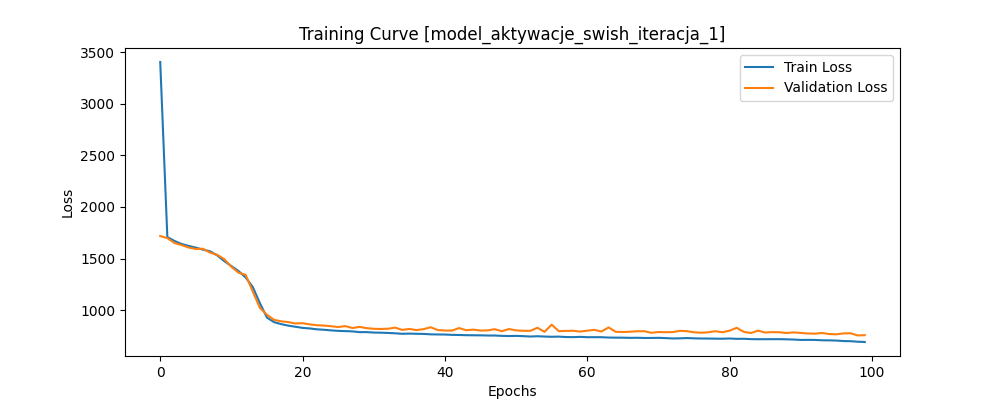 Training Curve [model_aktywacje_swish_iteracja_1]
3500
3000
2500
2000
1500
1000
Loss
Train Loss
Validation Loss
0
20
40
60
80
100
Epochs